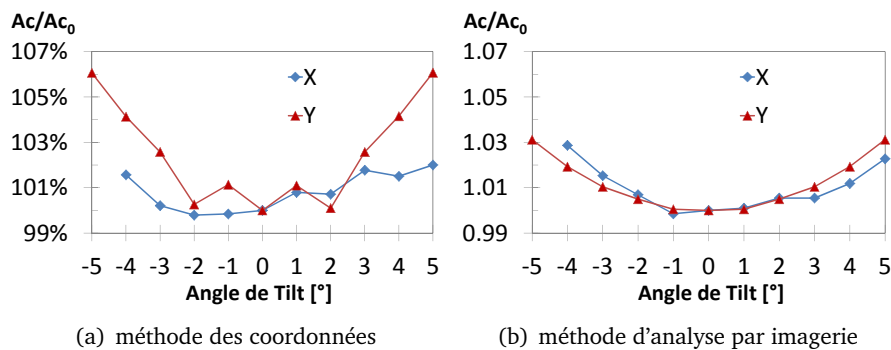 Ac/Ac0
107%
105%
103%
101%
99%
X
Y
-5 -4 -3 -2 -1 0 1 2 3 4 5
Angle de Tilt [°]
(a) méthode des coordonnées
Ac/Ac0
1.07
1.05
1.03
1.01
0.99
X
Y
-5 -4 -3 -2 -1 0 1 2 3 4 5
Angle de Tilt [°]
(b) méthode d'analyse par imagerie